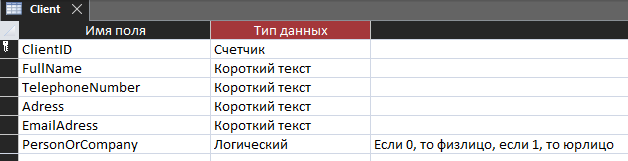 Client
Имя поля Тип данных
ClientID Счетчик
FullName Короткий текст
TelephoneNumber Короткий текст
Adress Короткий текст
EmailAdress Короткий текст
PersonOrCompany Логический Если 0, то физлицо, если 1, то юрлицо